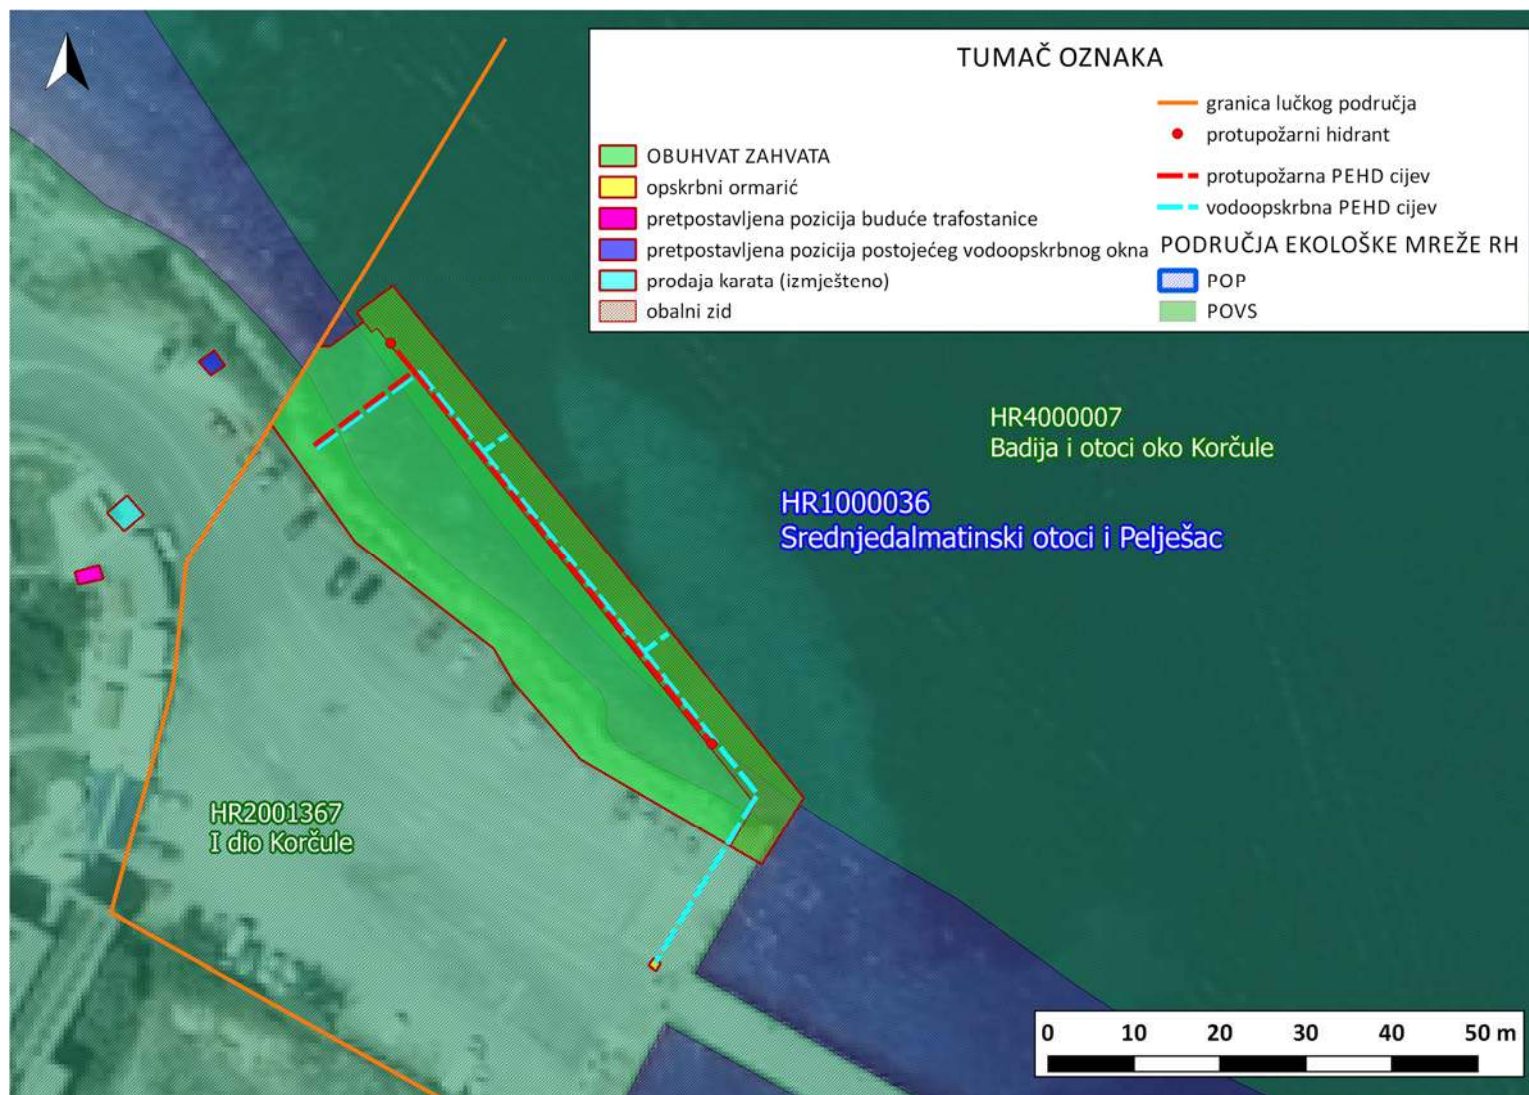 TUMAČ OZNAKA
OBUHVAT ZAHVATA
opskrbni ormarić
pretpostavljena pozicija buduće trafostanice
pretpostavljena pozicija postojećeg vodoopskrbnog okna
prodaja karata (izmješteno)
obalni zid
granica lučkog područja
protupožarni hidrant
protupožarna PEHD cijev
vodoopskrbna PEHD cijev
PODRUČJA EKOLOŠKE MREŽE RH
POP
POVS
HR4000007
Badija i otoci oko Korčule
HR1000036
Srednjedalmatinski otoci i Pelješac
HR2001367
I dio Korčule
0 10 20 30 40 50 m